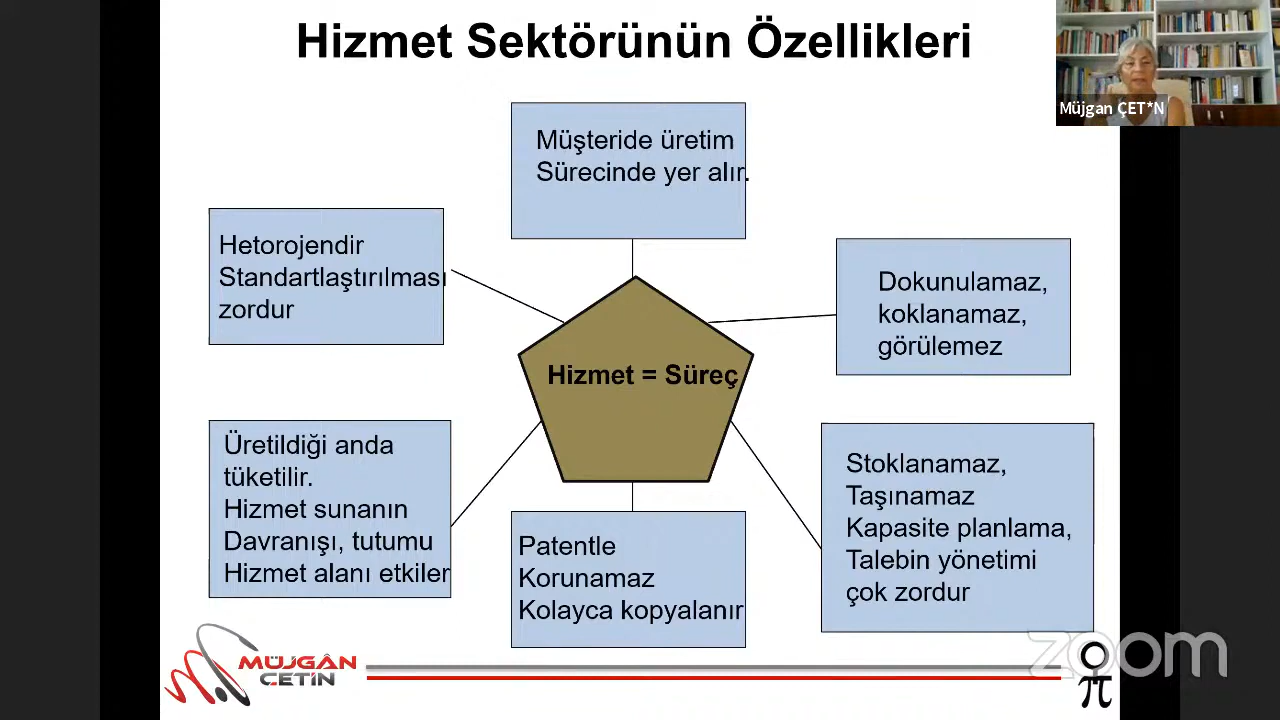 Hizmet Sektörünün Özellikleri
Müjgan ÇET*N
Müşteride üretim
Sürecinde yer alır.
Hetorojendir
Standartlaştırılması
zordur
Dokunulamaz,
koklanamaz,
görülemez
Hizmet = Süreç
Üretildiği anda
tüketilir.
Hizmet sunanın
Davranışı, tutumu
Hizmet alanı etkiler
Patentle
Korunamaz
Kolayca kopyalanır
Stoklanamaz,
Taşınamaz
Kapasite planlama,
Talebin yönetimi
çok zordur
MÜJGÂN
ÇETİN
zoom
π